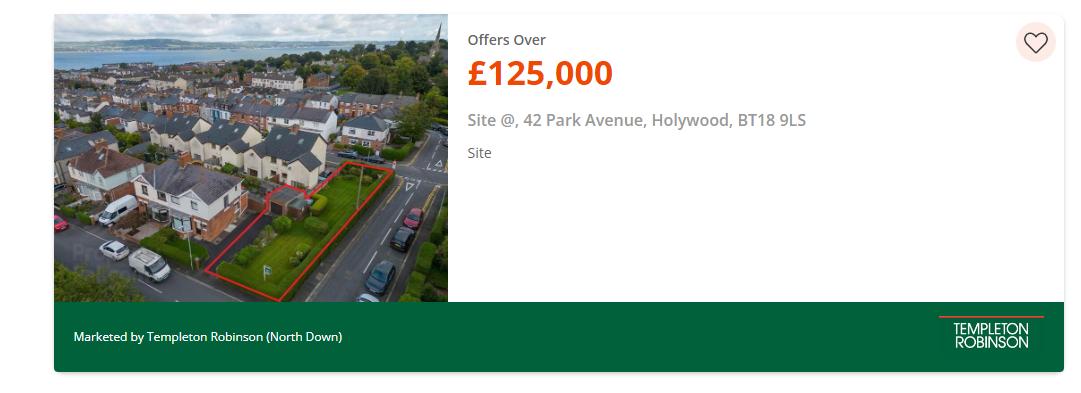 Offers Over
£125,000
Site @, 42 Park Avenue, Holywood, BT18 9LS
Site
Marketed by Templeton Robinson (North Down)
TEMPLETON
ROBINSON